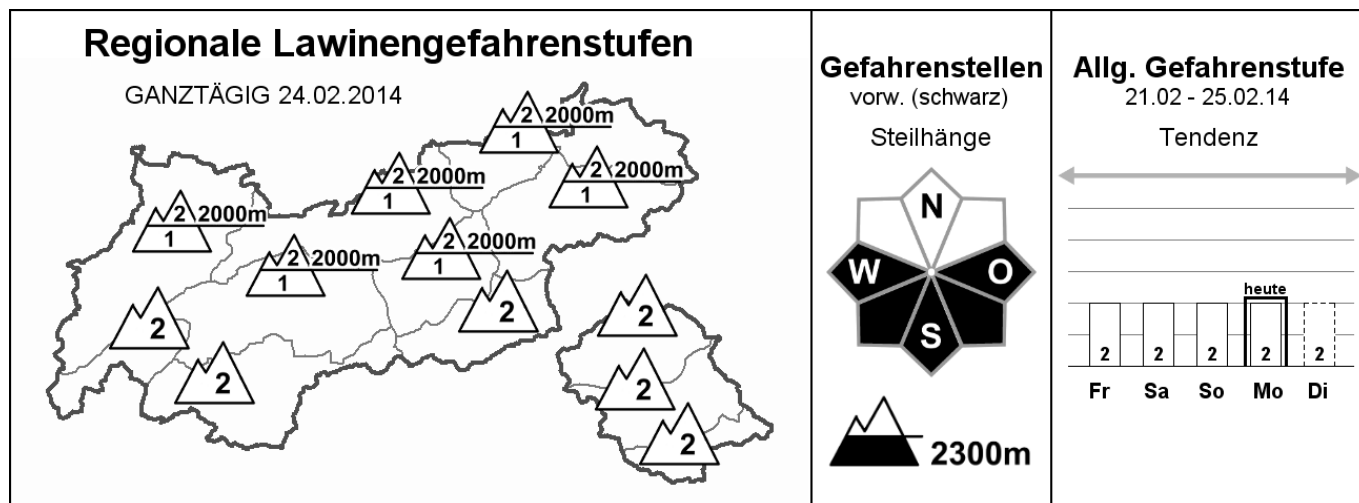 Regionale Lawinengefahrenstufen
GANZTÄGIG 24.02.2014
2 2000m
1
2 2000m
1
2 2000m
1
2 2000m
1
2 2000m
1
2 2000m
1
2
2
2
2
2
2
Gefahrenstellen
vorw. (schwarz)
Steilhänge
N
W
O
S
2300m
Allg. Gefahrenstufe
21.02 - 25.02.14
Tendenz
heute
2 2 2 2 2
Fr Sa So Mo Di